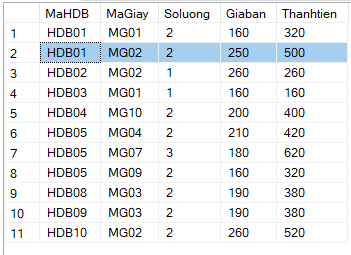 MaHDB MaGiay Soluong Giaban Thanhtien
1 HDB01 MG01 2 160 320
2 HDB01 MG02 2 250 500
3 HDB02 MG02 1 260 260
4 HDB03 MG01 1 160 160
5 HDB04 MG10 2 200 400
6 HDB05 MG04 2 210 420
7 HDB05 MG07 3 180 620
8 HDB05 MG09 2 160 320
9 HDB08 MG03 2 190 380
10 HDB09 MG03 2 190 380
11 HDB10 MG02 2 260 520